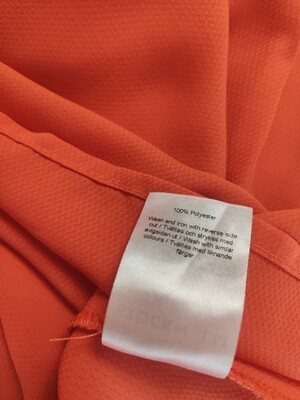 100% Polyester
Wash and iron with reverse side
out / Tvättas och strykes med
avigsidan ut / Wash with similar
colours / Tvättas med liknande
färger